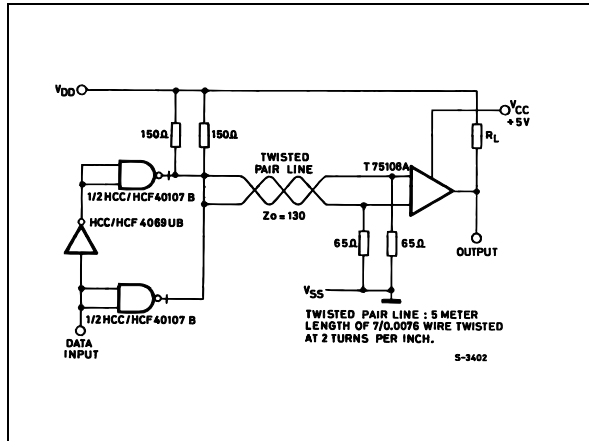 VDD
VCC
+5V
150Ω
150Ω
RL
TWISTED
PAIR LINE
T75108A
1/2 HCC/HCF40107 B
Zo=130
HCC/HCF 4069UB
65Ω
65Ω
OUTPUT
VSS
1/2 HCC/HCF40107 B
DATA
INPUT
TWISTED PAIR LINE : 5 METER
LENGTH OF 7/0.0076 WIRE TWISTED
AT 2 TURNS PER INCH.
S-3402